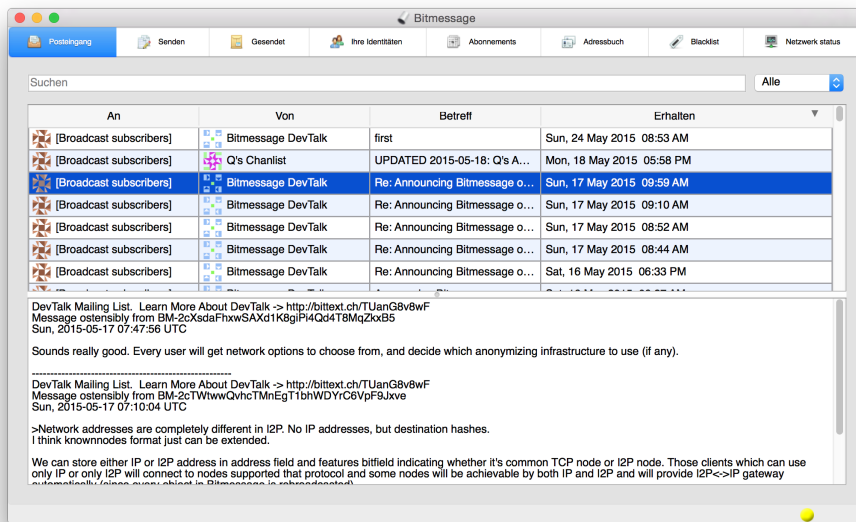 Bitmessage
Posteingang Senden Gesendet Ihre Identitäten Abonnements Adressbuch Blacklist Netzwerk status
Suchen Alle
An Von Betreff Erhalten
[Broadcast subscribers] Bitmessage DevTalk first Sun, 24 May 2015 08:53 AM
[Broadcast subscribers] Q's Chanlist UPDATED 2015-05-18: Q's A... Mon, 18 May 2015 05:58 PM
[Broadcast subscribers] Bitmessage DevTalk Re: Announcing Bitmessage o... Sun, 17 May 2015 09:59 AM
[Broadcast subscribers] Bitmessage DevTalk Re: Announcing Bitmessage o... Sun, 17 May 2015 09:10 AM
[Broadcast subscribers] Bitmessage DevTalk Re: Announcing Bitmessage o... Sun, 17 May 2015 08:52 AM
[Broadcast subscribers] Bitmessage DevTalk Re: Announcing Bitmessage o... Sun, 17 May 2015 08:44 AM
[Broadcast subscribers] Bitmessage DevTalk Re: Announcing Bitmessage o... Sat, 16 May 2015 06:33 PM
DevTalk Mailing List. Learn More About DevTalk -> http://bittext.ch/TUanG8v8wF
Message ostensibly from BM-2cXsdaFhxwSAXd1K8giPi4Qd4T8MqZkxB5
Sun, 2015-05-17 07:47:56 UTC
Sounds really good. Every user will get network options to choose from, and decide which anonymizing infrastructure to use (if any).
-------------------------------------------------------
DevTalk Mailing List. Learn More About DevTalk -> http://bittext.ch/TUanG8v8wF
Message ostensibly from BM-2cTWtwwQvhcTMnEgT1bhWDYrC6VpF9Jxve
Sun, 2015-05-17 07:10:04 UTC
>Network addresses are completely different in I2P. No IP addresses, but destination hashes.
I think knownnodes format just can be extended.
We can store either IP or I2P address in address field and features bitfield indicating whether it's common TCP node or I2P node. Those clients which can use
only IP or only I2P will connect to nodes supported that protocol and some nodes will be achievable by both IP and I2P and will provide I2P<->IP gateway
automatically (since every object in Bitmessage is rebroadcasted)